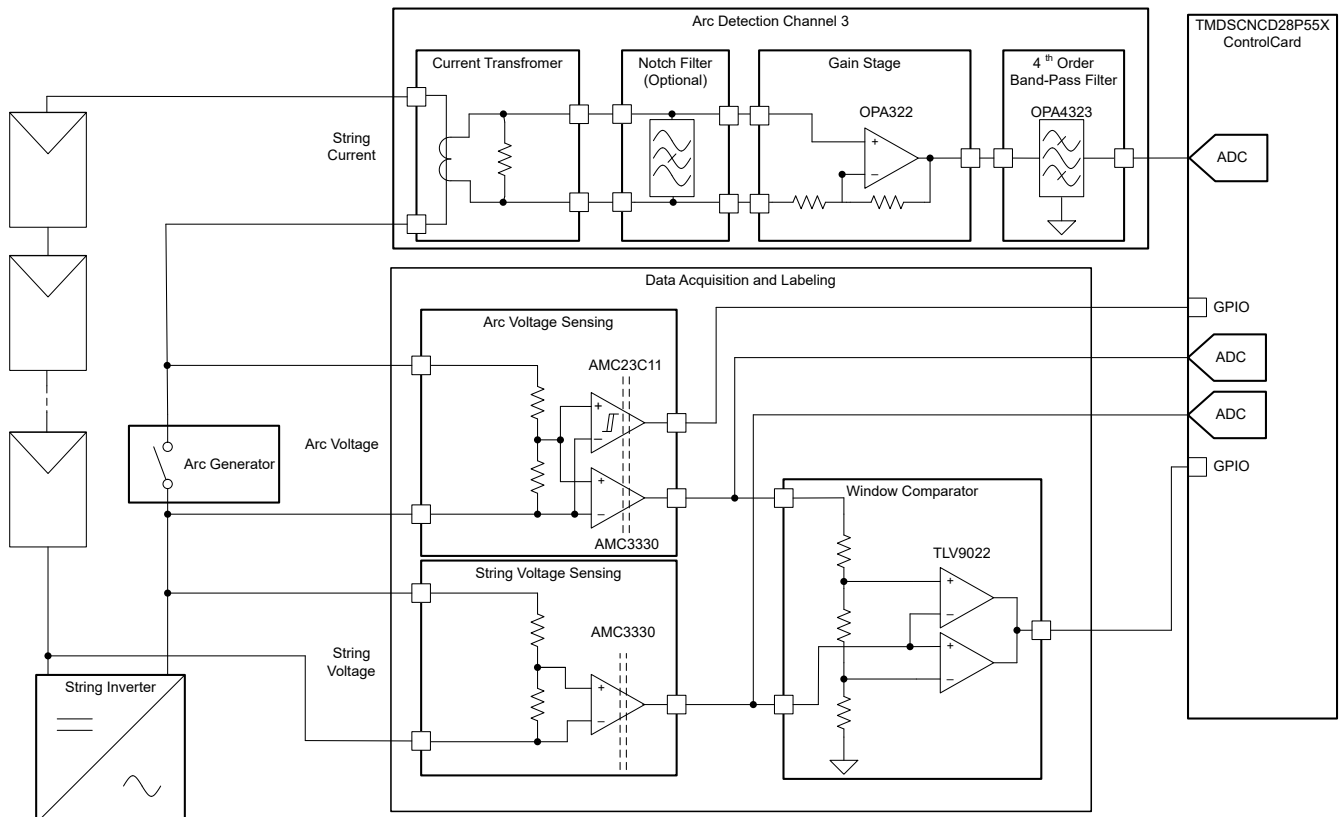 Arc Detection Channel 3
TMDSCNCD28P55X
ControlCard
Current Transfromer
Notch Filter
(Optional)
Gain Stage
4 th Order
Band-Pass Filter
OPA322
OPA4323
String
Current
+
−
ADC
Data Acquisition and Labeling
GPIO
Arc Voltage Sensing
ADC
AMC23C11
+
−
ADC
Arc Voltage
Arc Generator
GPIO
+
−
Window Comparator
AMC3330
TLV9022
String Voltage Sensing
+
−
AMC3330
String
Voltage
+
−
String Inverter
+
−